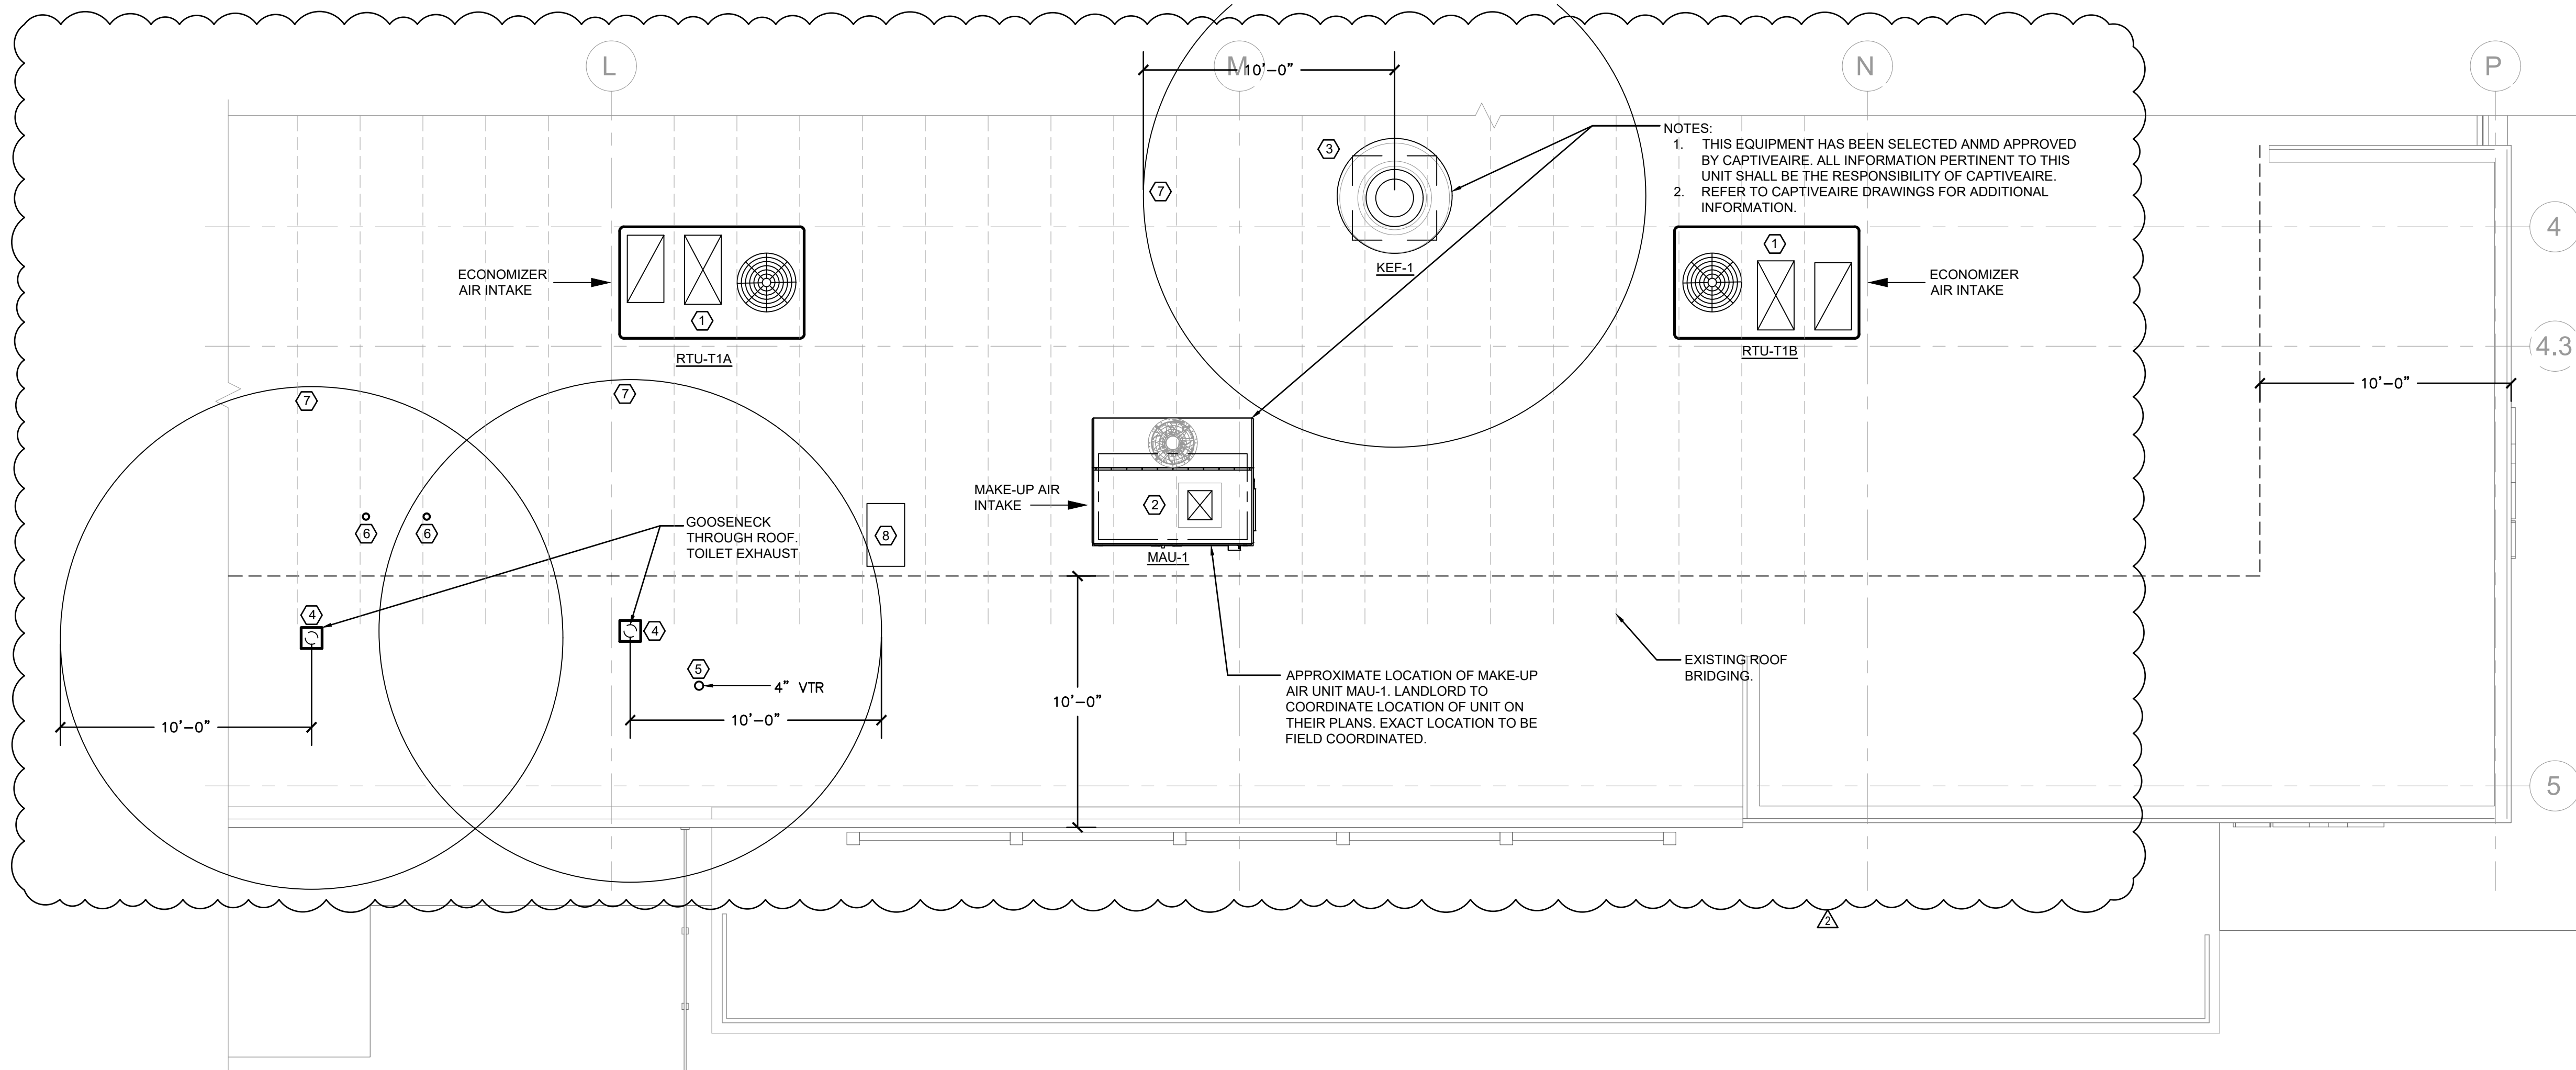 L
M
N
P
10'-0"
NOTES:
1. THIS EQUIPMENT HAS BEEN SELECTED ANMD APPROVED
BY CAPTIVEAIRE. ALL INFORMATION PERTINENT TO THIS
UNIT SHALL BE THE RESPONSIBILITY OF CAPTIVEAIRE.
2. REFER TO CAPTIVEAIRE DRAWINGS FOR ADDITIONAL
INFORMATION.
3
7
4
1
1
KEF-1
ECONOMIZER
AIR INTAKE
ECONOMIZER
AIR INTAKE
RTU-T1A
RTU-T1B
4.3
10'-0"
7
7
MAKE-UP AIR
INTAKE
2
MAU-1
6
6
GOOSENECK
THROUGH ROOF.
TOILET EXHAUST
8
4
4
5
4" VTR
10'-0"
10'-0"
10'-0"
APPROXIMATE LOCATION OF MAKE-UP
AIR UNIT MAU-1. LANDLORD TO
COORDINATE LOCATION OF UNIT ON
THEIR PLANS. EXACT LOCATION TO BE
FIELD COORDINATED.
EXISTING ROOF
BRIDGING.
5
2